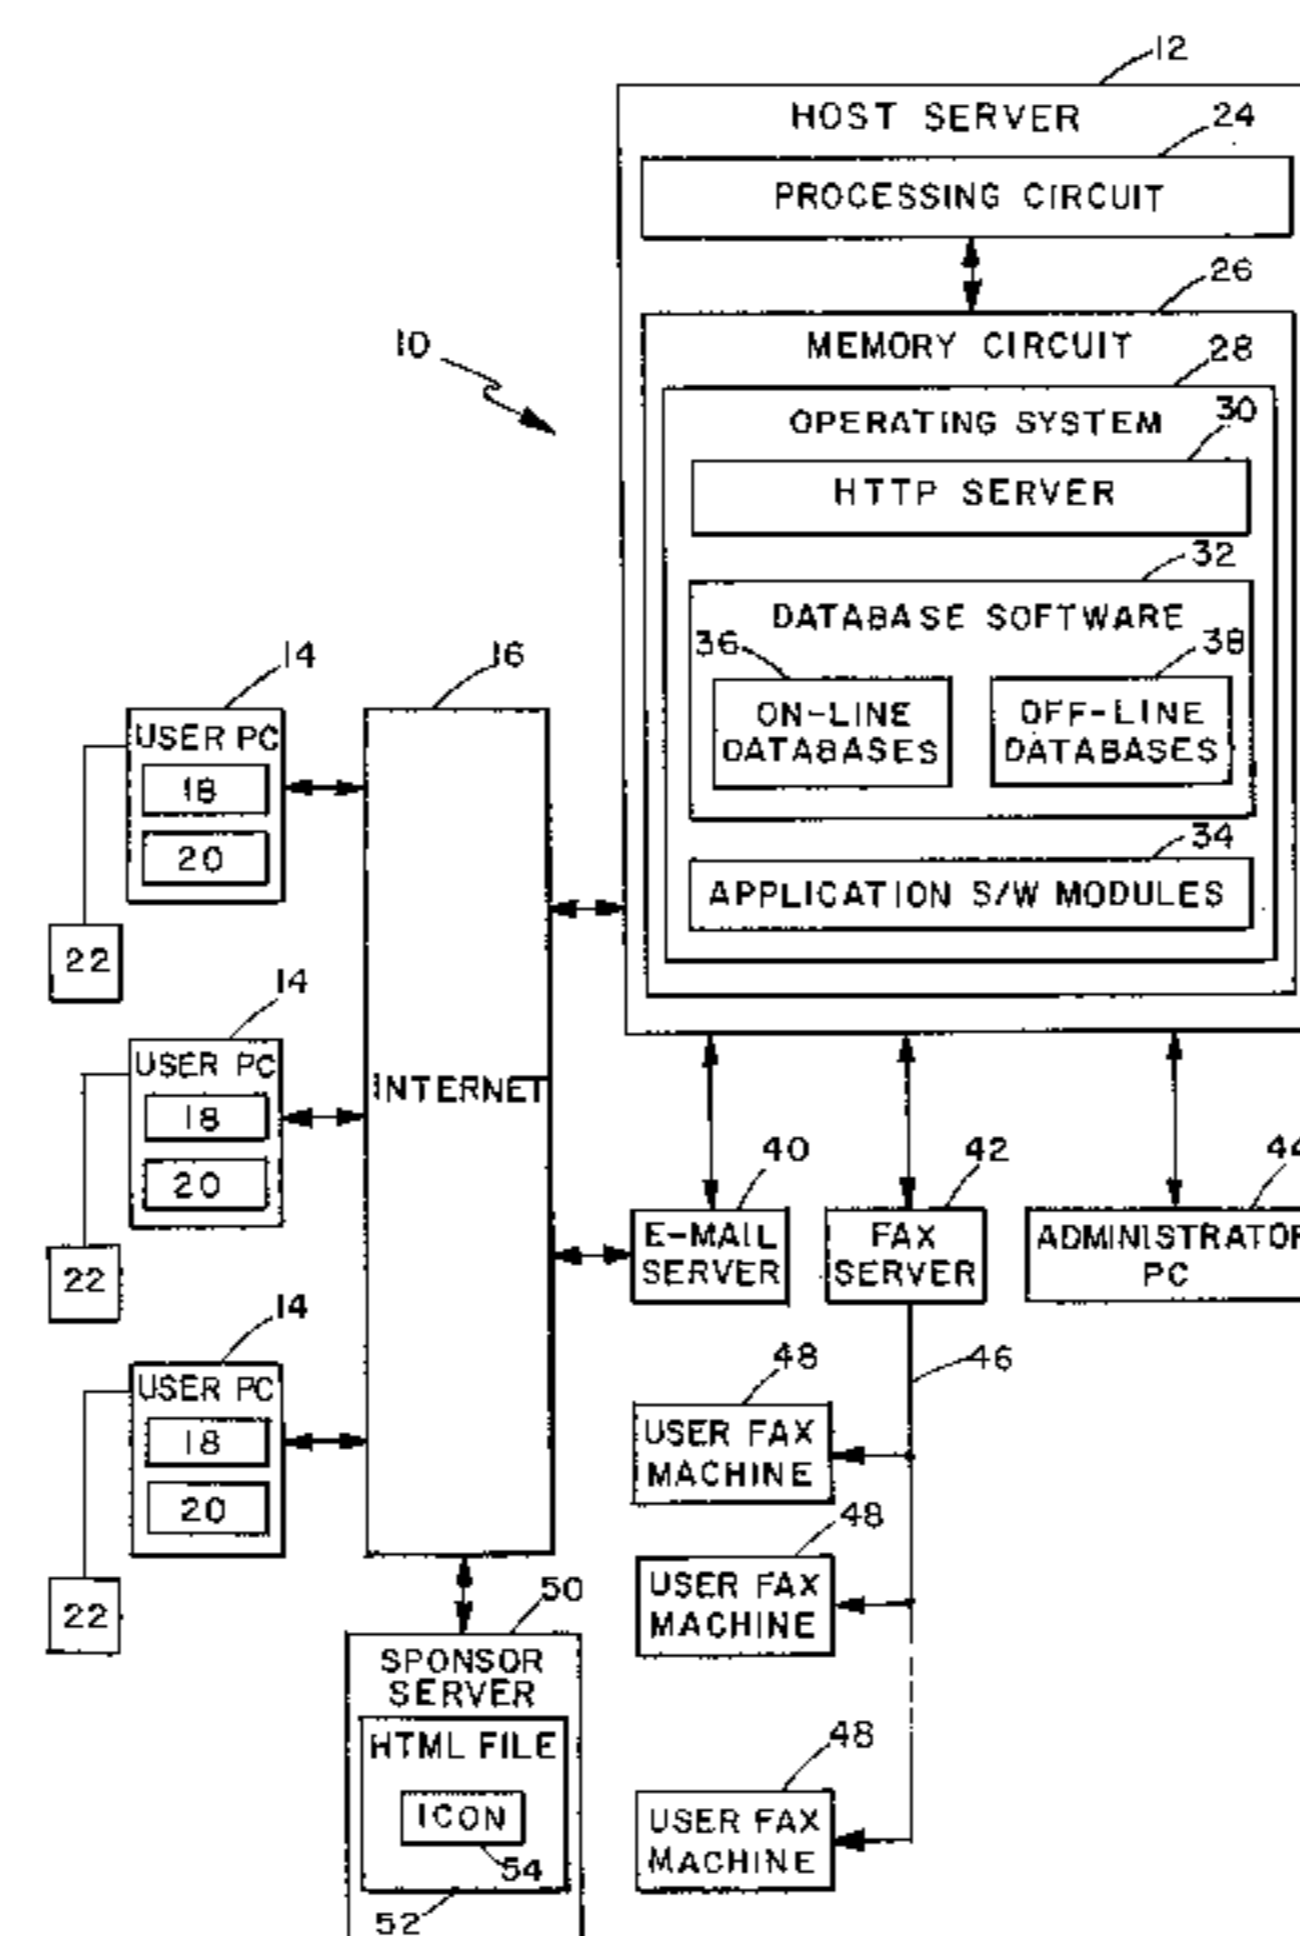 12
HOST SERVER
24
PROCESSING CIRCUIT
26
MEMORY CIRCUIT
10
28
OPERATING SYSTEM
30
HTTP SERVER
32
DATABASE SOFTWARE
36
38
ON-LINE
DATABASES
OFF-LINE
DATABASES
34
APPLICATION S/W MODULES
14
16
USER PC
18
20
22
14
USER PC
18
20
22
14
USER PC
18
20
22
INTERNET
40
42
44
E-MAIL
SERVER
FAX
SERVER
ADMINISTRATOR
PC
46
48
USER FAX
MACHINE
48
USER FAX
MACHINE
48
USER FAX
MACHINE
50
SPONSOR
SERVER
HTML FILE
ICON
54
52